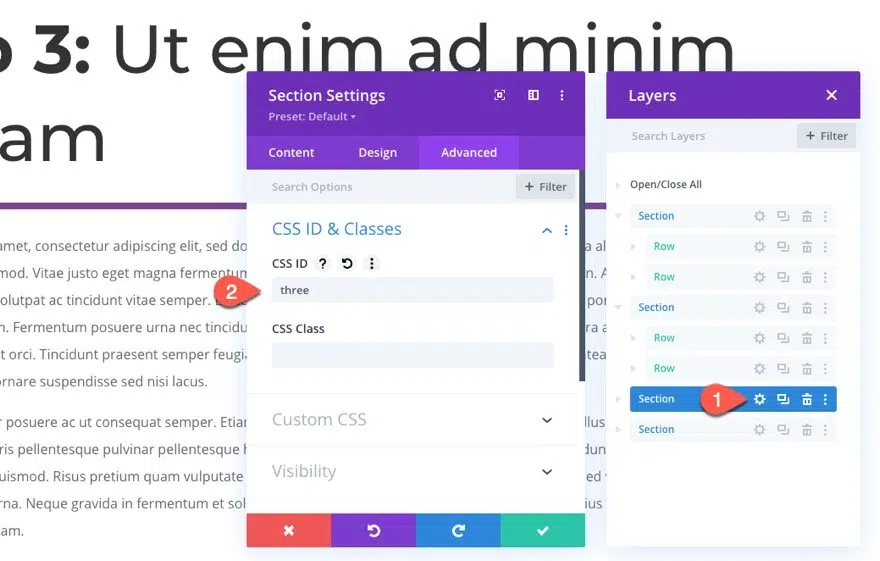 3: Ut enim ad minim
am
Section Settings
Preset: Default
Content Design Advanced
Search Options + Filter
CSS ID & Classes
CSS ID ?
2
three
CSS Class
Custom CSS
Visibility
Layers
Search Layers + Filter
Open/Close All
Section
Row
Row
Section
Row
Row
Section
1
Section
amet, consectetur adipiscing elit, sed do
mod. Vitae justo eget magna fermentum
olutpat ac tincidunt vitae semper.
m. Fermentum posuere urna nec tincidu
t orci. Tincidunt praesent semper feugia
ornare suspendisse sed nisi lacus.
r posuere ac ut consequat semper. Etiam
ris pellentesque pulvinar pellentesque h
uismod. Risus pretium quam vulputate
rna. Neque gravida in fermentum et sol
am.